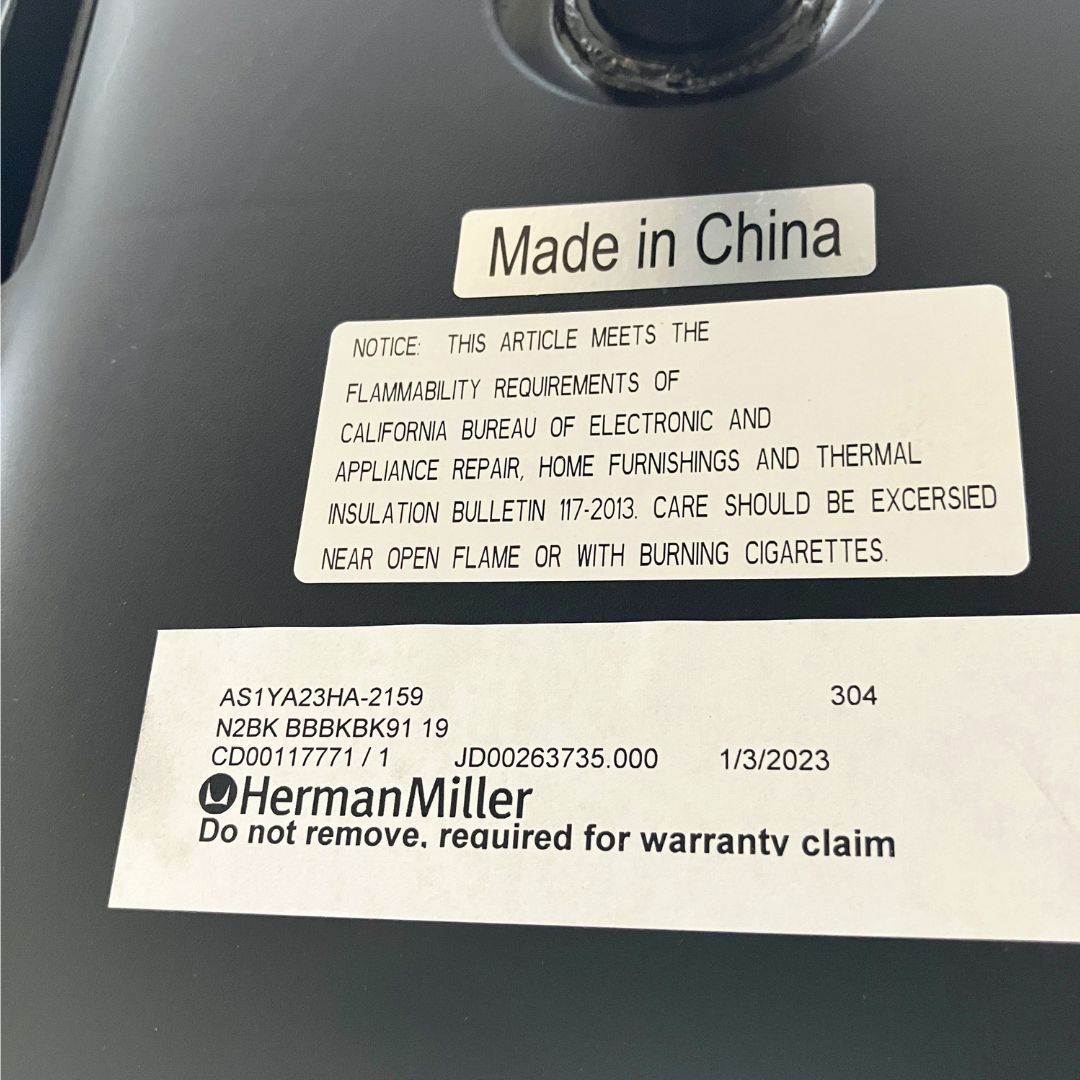 Made in China
NOTICE: THIS ARTICLE MEETS THE
FLAMMABILITY REQUIREMENTS OF
CALIFORNIA BUREAU OF ELECTRONIC AND
APPLIANCE REPAIR, HOME FURNISHINGS AND THERMAL
INSULATION BULLETIN 117-2013. CARE SHOULD BE EXCERSIED
NEAR OPEN FLAME OR WITH BURNING CIGARETTES.
AS1YA23HA-2159 304
N2BK BBBKBK91 19
CD00117771 / 1 JD00263735.000 1/3/2023
HermanMiller
Do not remove, required for warranty claim